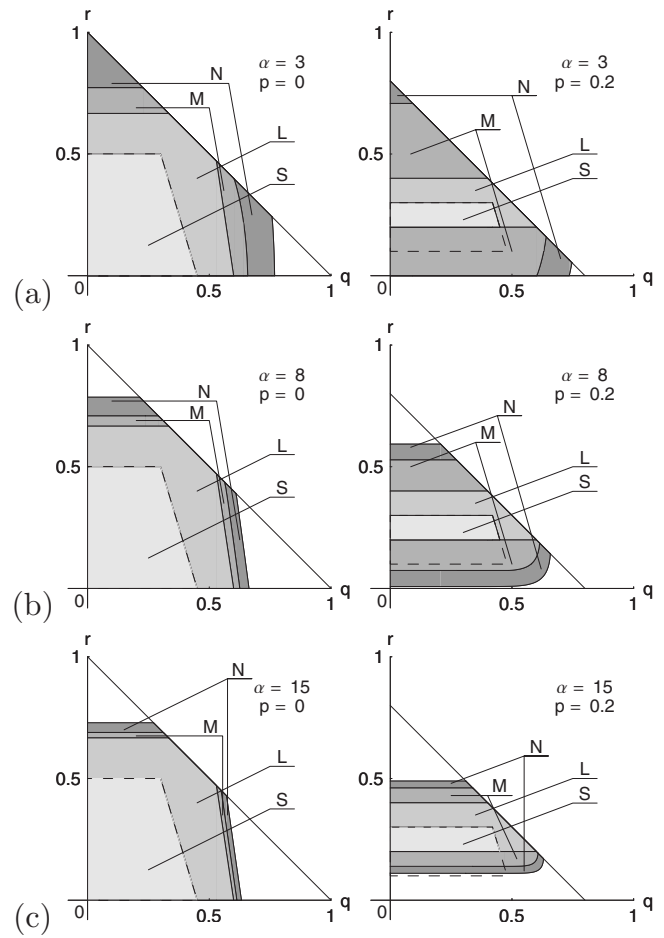 r
1
α = 3
p = 0
N
M
L
S
0.5
0
0.5
1
q
r
1
α = 3
p = 0.2
N
M
L
S
0.5
0
0.5
1
q
(a)
r
1
α = 8
p = 0
N
M
L
S
0.5
0
0.5
1
q
r
1
α = 8
p = 0.2
N
M
L
S
0.5
0
0.5
1
q
(b)
r
1
α = 15
p = 0
N
M
L
S
0.5
0
0.5
1
q
r
1
α = 15
p = 0.2
N
M
L
S
0.5
0
0.5
1
q
(c)